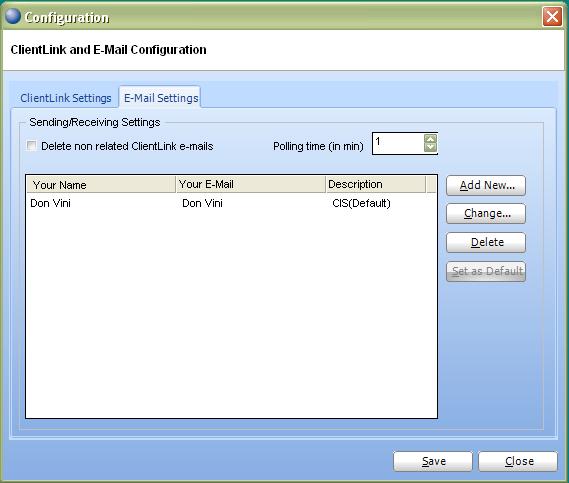 Configuration
ClientLink and E-Mail Configuration
ClientLink Settings E-Mail Settings
Sending/Receiving Settings
Delete non related ClientLink e-mails Polling time (in min) 1
Your Name Your E-Mail Description
Don Vini Don Vini CIS(Default)
Add New...
Change...
Delete
Set as Default
Save Close